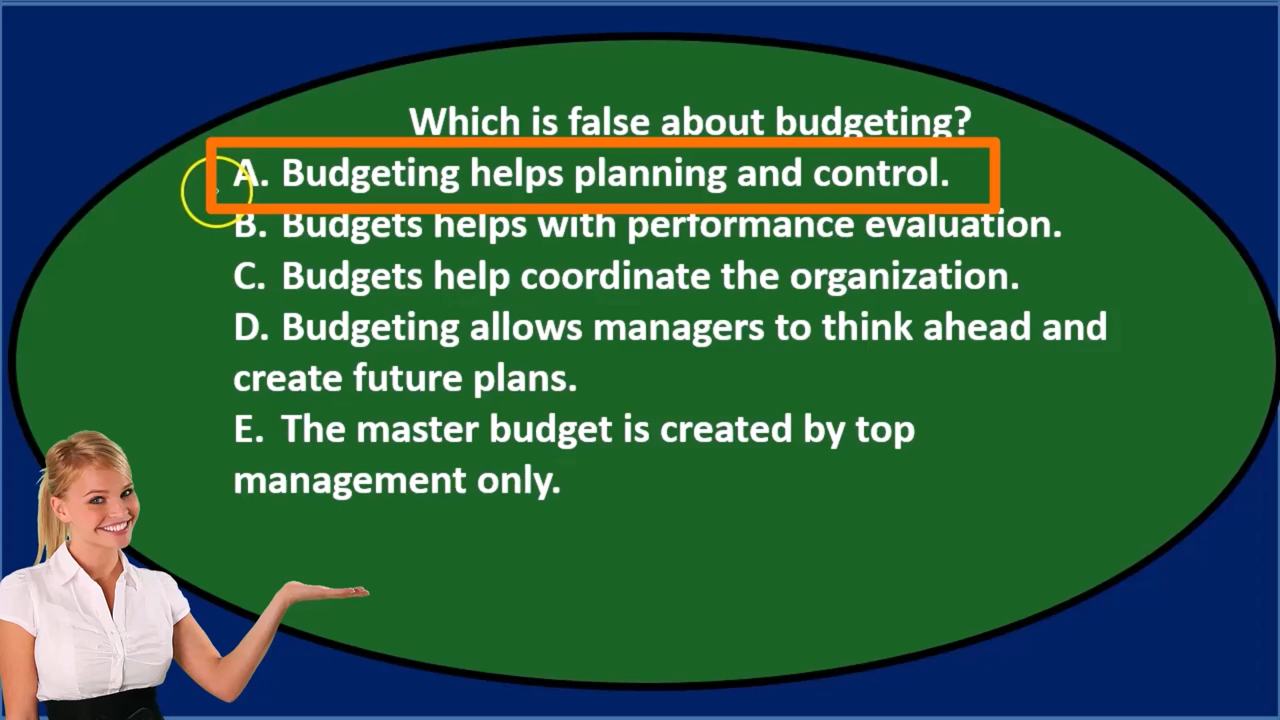 Which is false about budgeting?
A. Budgeting helps planning and control.
B. Budgets helps with performance evaluation.
C. Budgets help coordinate the organization.
D. Budgeting allows managers to think ahead and
create future plans.
E. The master budget is created by top
management only.